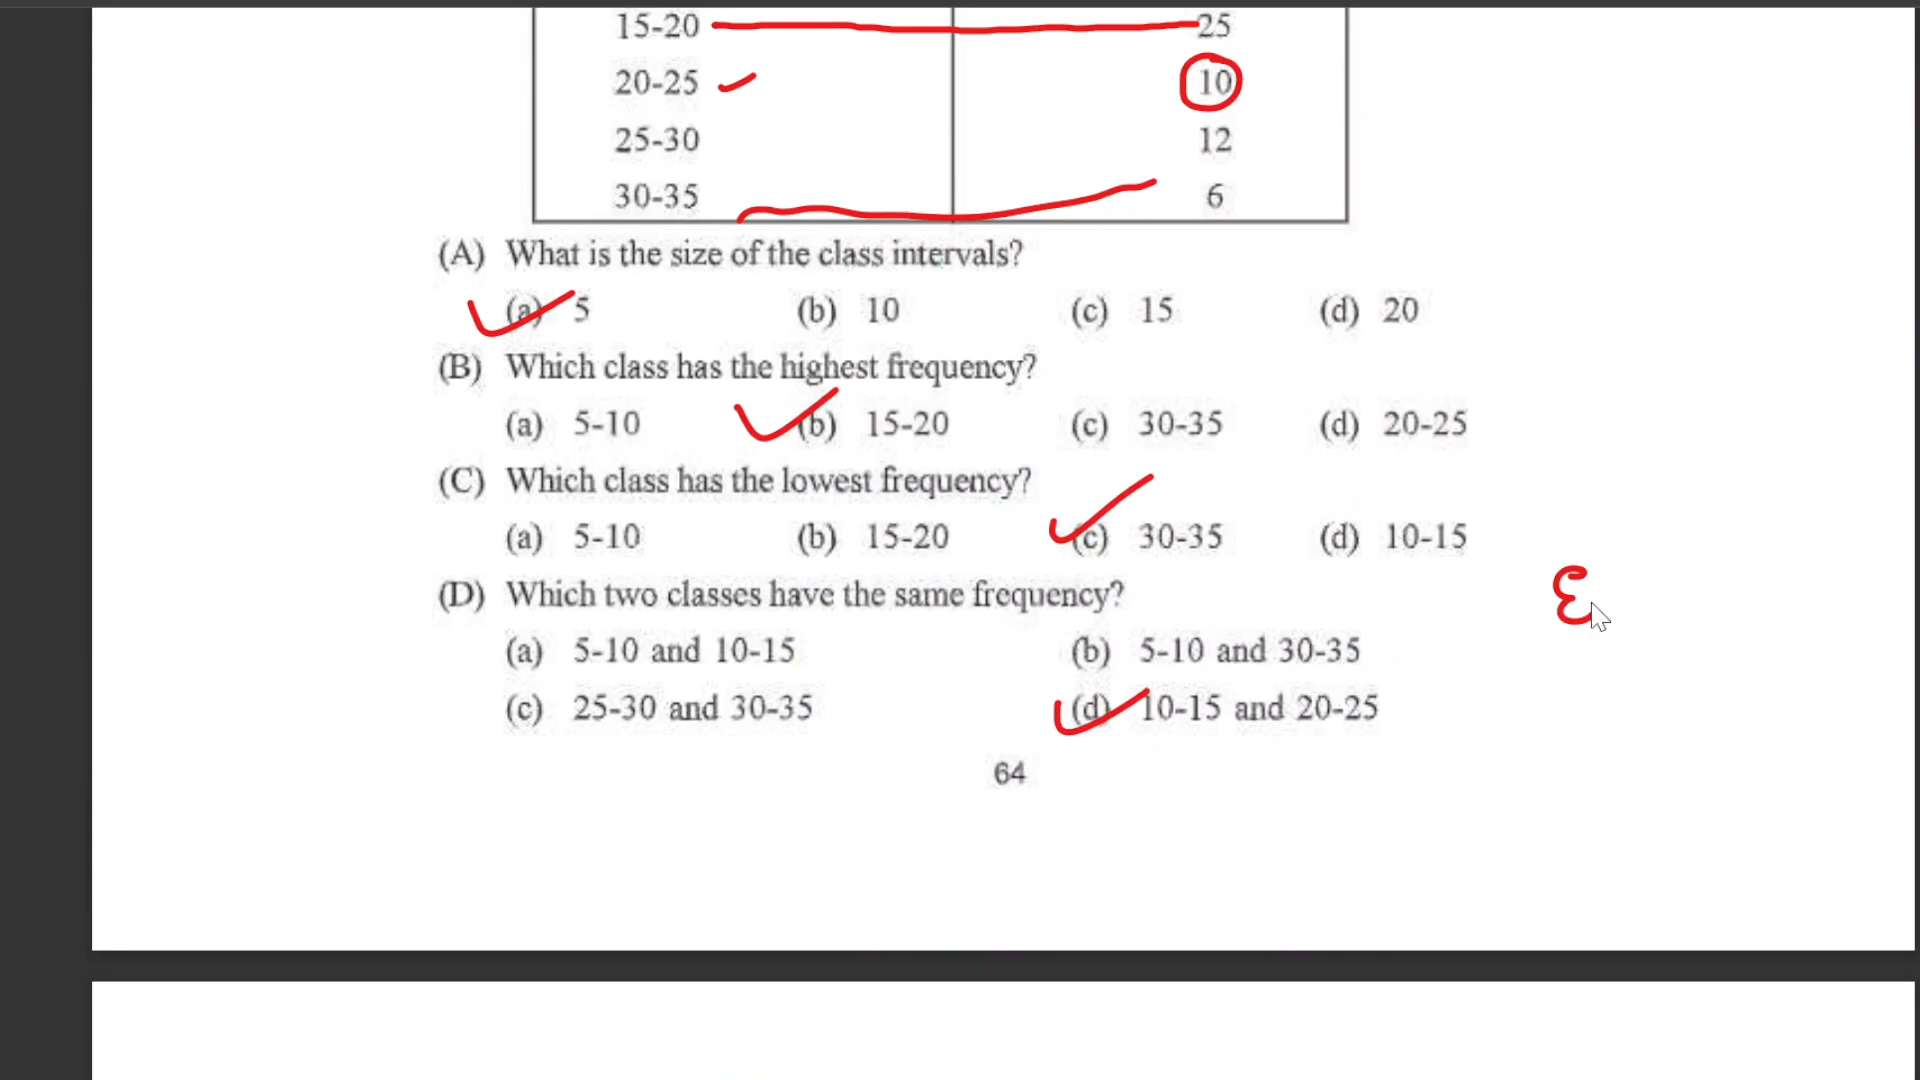 15-20 25
20-25 10
25-30 12
30-35 6
(A) What is the size of the class intervals?
(a) 5 (b) 10 (c) 15 (d) 20
(B) Which class has the highest frequency?
(a) 5-10 (b) 15-20 (c) 30-35 (d) 20-25
(C) Which class has the lowest frequency?
(a) 5-10 (b) 15-20 (c) 30-35 (d) 10-15
(D) Which two classes have the same frequency?
(a) 5-10 and 10-15 (b) 5-10 and 30-35
(c) 25-30 and 30-35 (d) 10-15 and 20-25
64